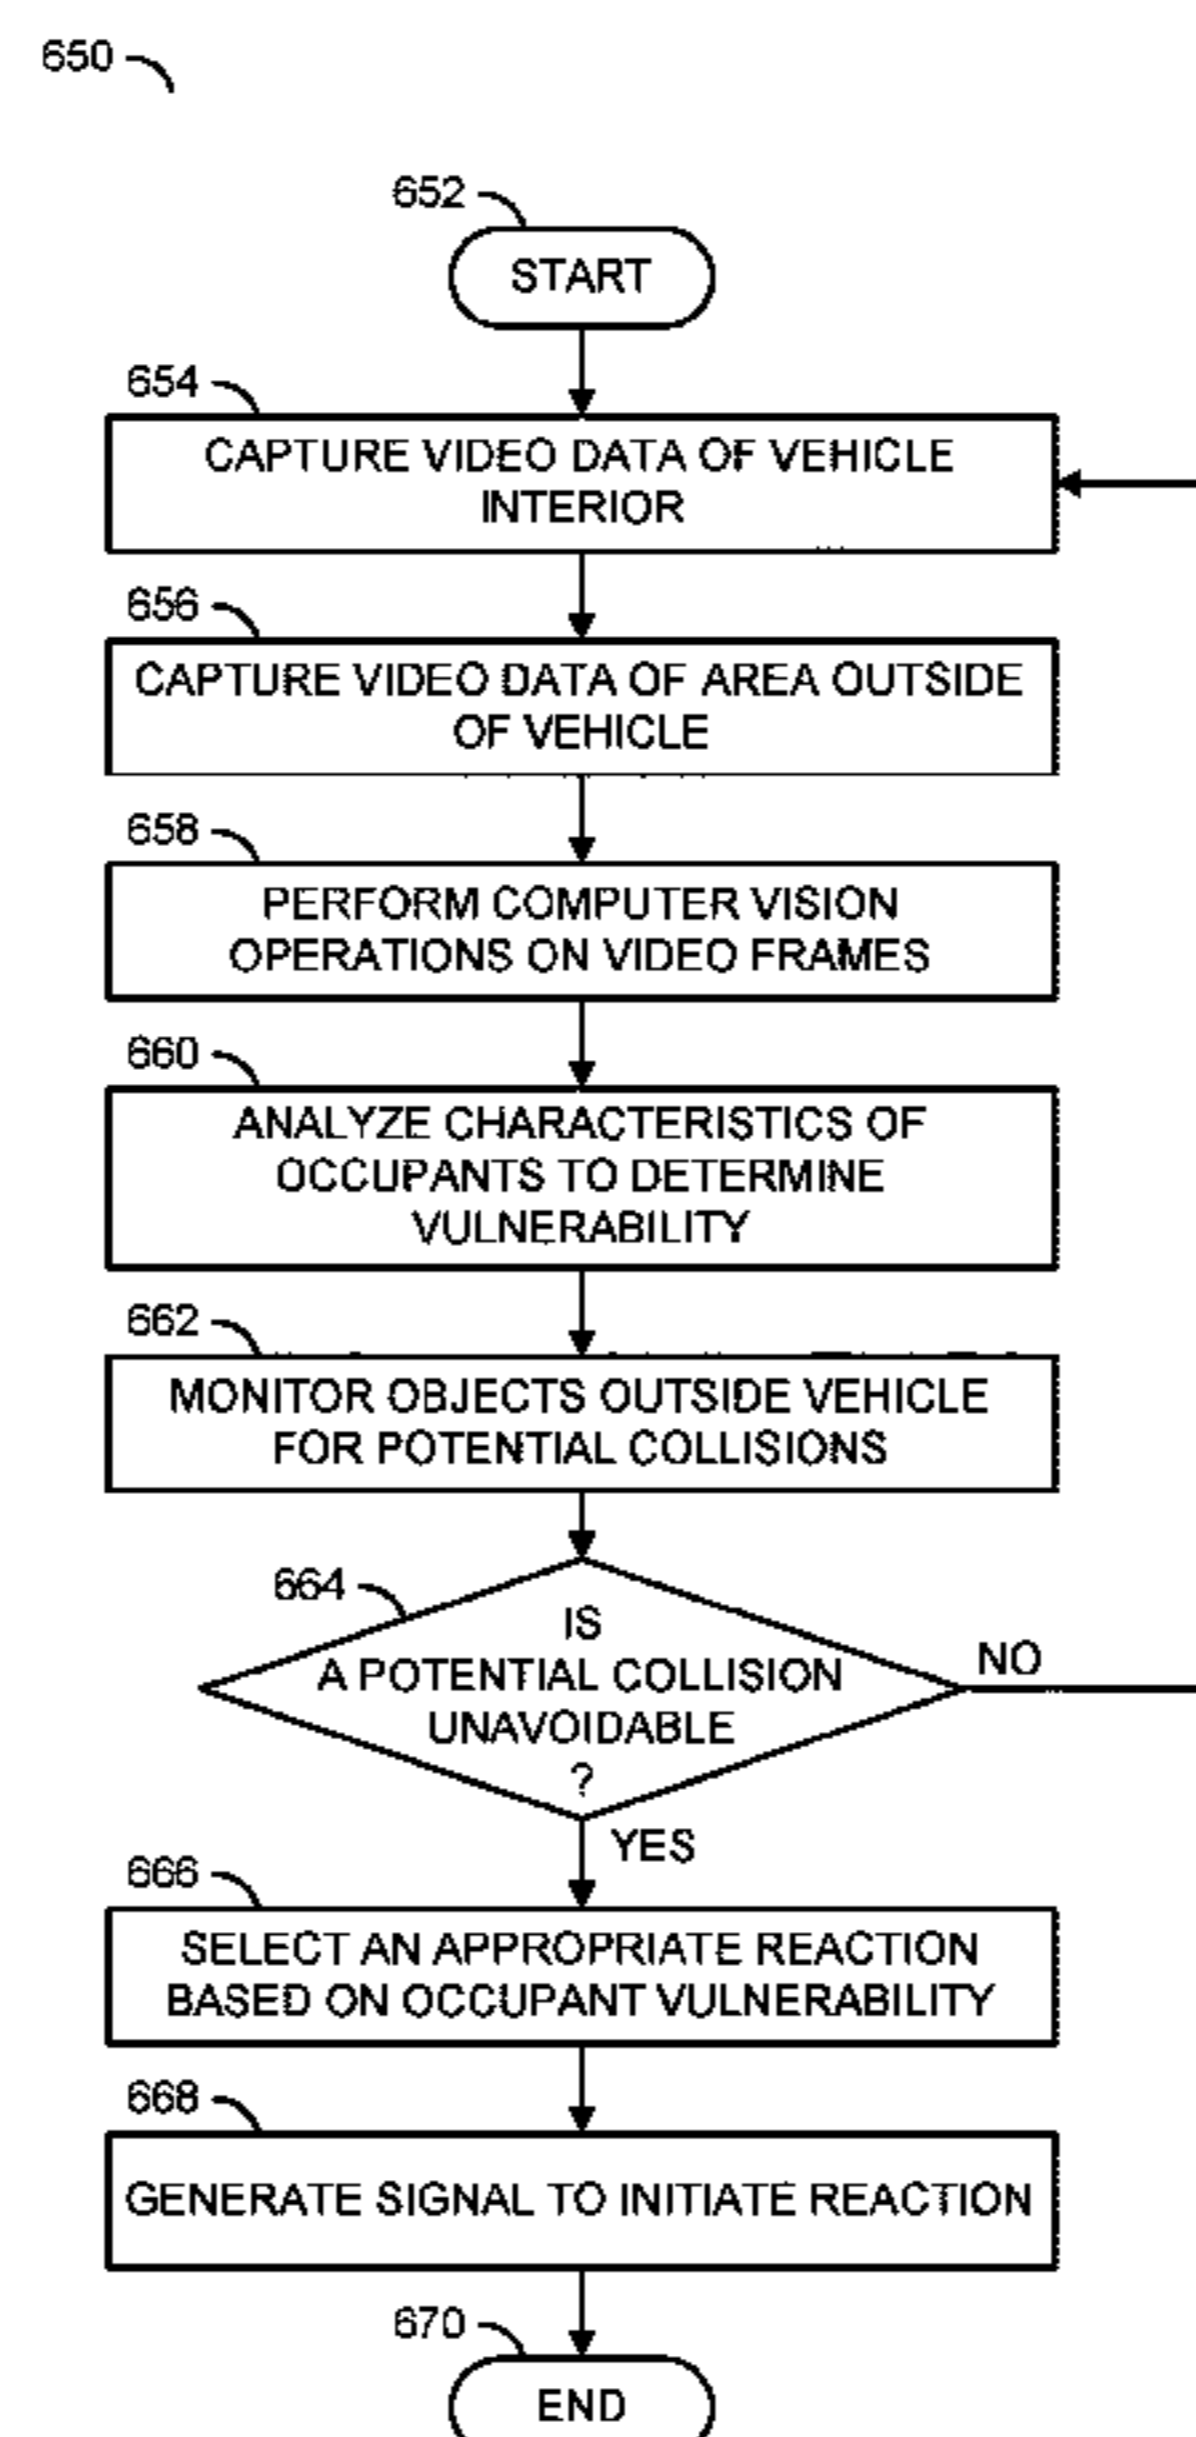 650
652
START
654
CAPTURE VIDEO DATA OF VEHICLE
INTERIOR
656
CAPTURE VIDEO DATA OF AREA OUTSIDE
OF VEHICLE
658
PERFORM COMPUTER VISION
OPERATIONS ON VIDEO FRAMES
660
ANALYZE CHARACTERISTICS OF
OCCUPANTS TO DETERMINE
VULNERABILITY
662
MONITOR OBJECTS OUTSIDE VEHICLE
FOR POTENTIAL COLLISIONS
664
IS
A POTENTIAL COLLISION
UNAVOIDABLE
?
NO
YES
666
SELECT AN APPROPRIATE REACTION
BASED ON OCCUPANT VULNERABILITY
668
GENERATE SIGNAL TO INITIATE REACTION
670
END